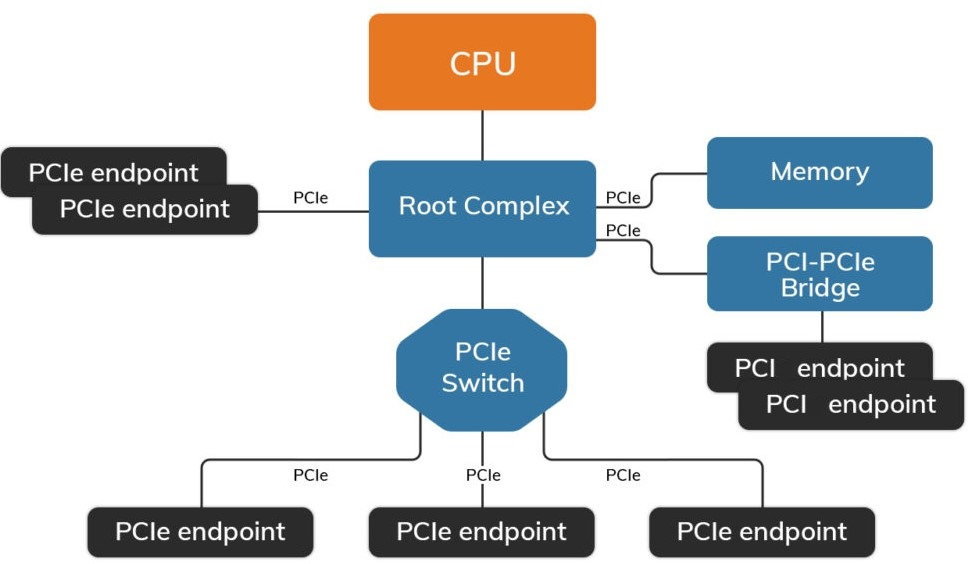 CPU
PCIe endpoint
PCIe endpoint
PCIe
Root Complex
PCIe
PCIe
Memory
PCI-PCIe
Bridge
PCI endpoint
PCI endpoint
PCIe
Switch
PCIe
PCIe
PCIe
PCIe endpoint
PCIe endpoint
PCIe endpoint